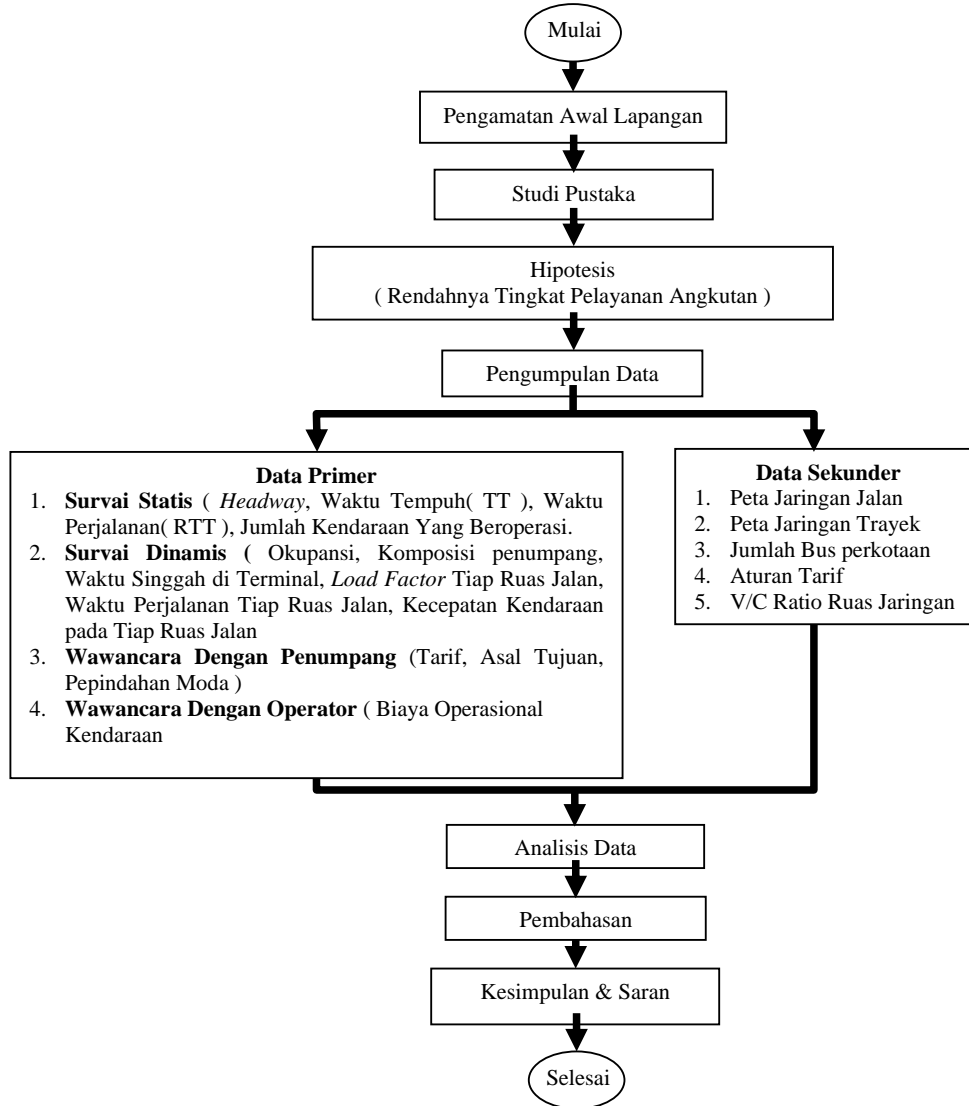 Mulai
Pengamatan Awal Lapangan
Studi Pustaka
Hipotesis
( Rendahnya Tingkat Pelayanan Angkutan )
Pengumpulan Data
Data Primer
1. Survai Statis ( Headway, Waktu Tempuh( TT ), Waktu
Perjalanan( RTT ), Jumlah Kendaraan Yang Beroperasi.
2. Survai Dinamis ( Okupansi, Komposisi penumpang,
Waktu Singgah di Terminal, Load Factor Tiap Ruas Jalan,
Waktu Perjalanan Tiap Ruas Jalan, Kecepatan Kendaraan
pada Tiap Ruas Jalan
3. Wawancara Dengan Penumpang (Tarif, Asal Tujuan,
Pepindahan Moda )
4. Wawancara Dengan Operator ( Biaya Operasional
Kendaraan
Data Sekunder
1. Peta Jaringan Jalan
2. Peta Jaringan Trayek
3. Jumlah Bus perkotaan
4. Aturan Tarif
5. V/C Ratio Ruas Jaringan
Analisis Data
Pembahasan
Kesimpulan & Saran
Selesai